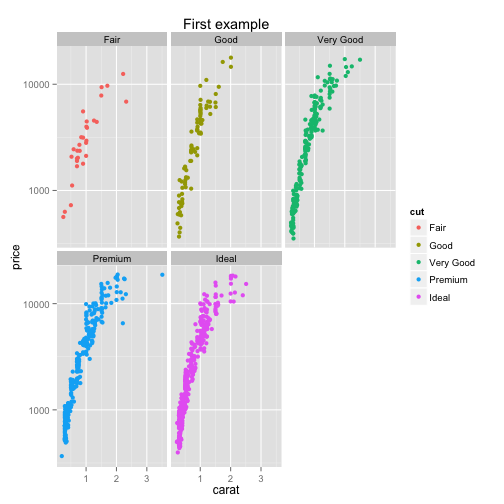 First example
Fair Good Very Good
10000
1000
Premium Ideal
10000
1000
1 2 3 1 2 3
carat
price
cut
Fair
Good
Very Good
Premium
Ideal